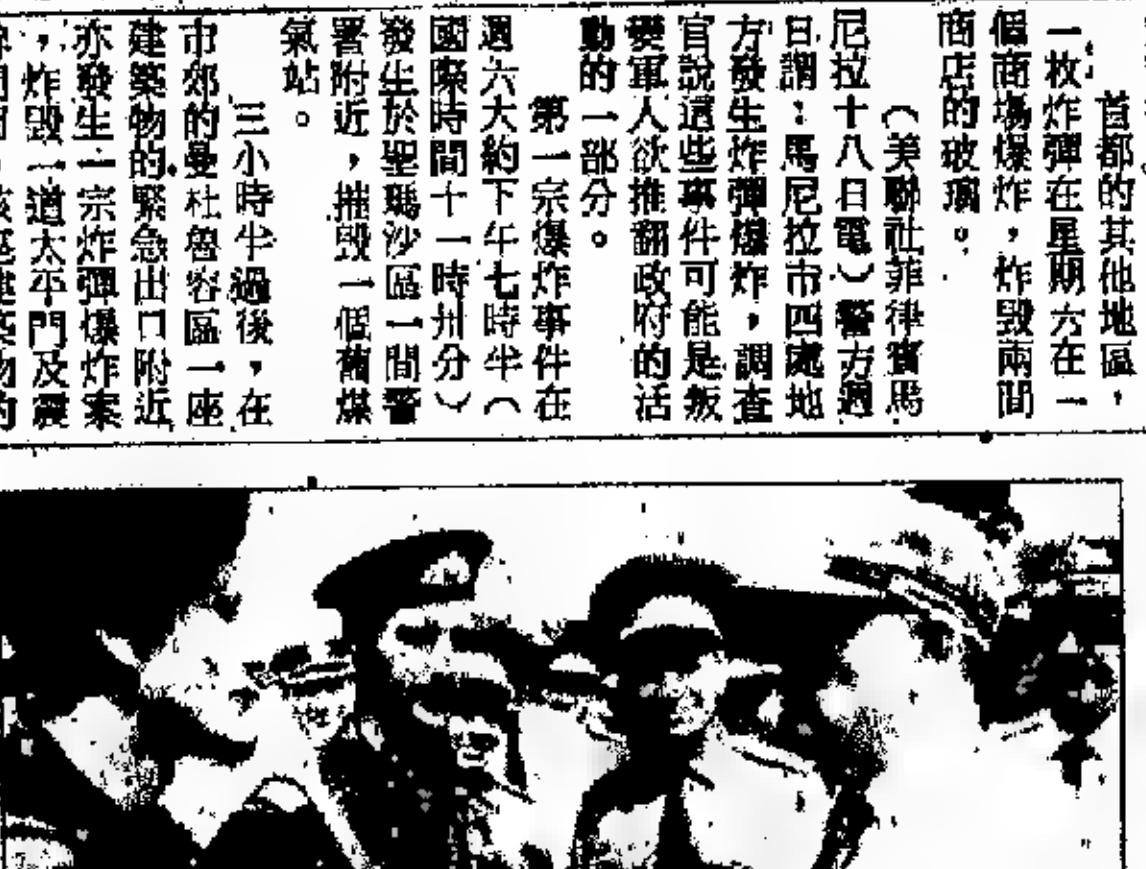 首都的其他地區，
一枚炸彈在星期六在一
個商場爆炸，炸毀兩間
商店的玻璃。
（美聯社菲律賓馬
尼拉十八日電）警方週
日謂：馬尼拉市四處地
方發生炸彈爆炸，調查
官說這些事件可能是叛
變軍人欲推翻政府的活
動的一部分。
第一宗爆炸事件在
週六大約下午七時半（
國際時間十一時卅分）
發生於聖瑪沙區一間警
署附近，摧毀一個葡煤
氣站。
三小時半過後，在
市郊的曼杜魯容區一座
建築物的緊急出口附近
亦發生一宗炸彈爆炸案
，炸毀一道太平門及震